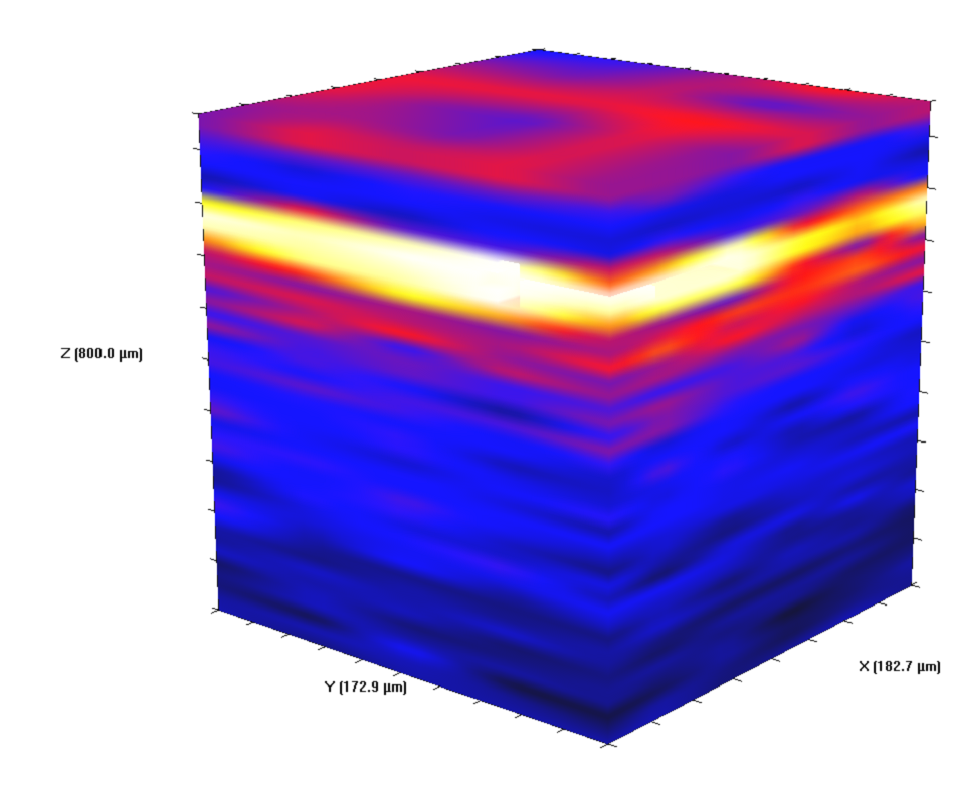 Z (800.0 µm)
X (182.7 µm)
Y (172.9 µm)